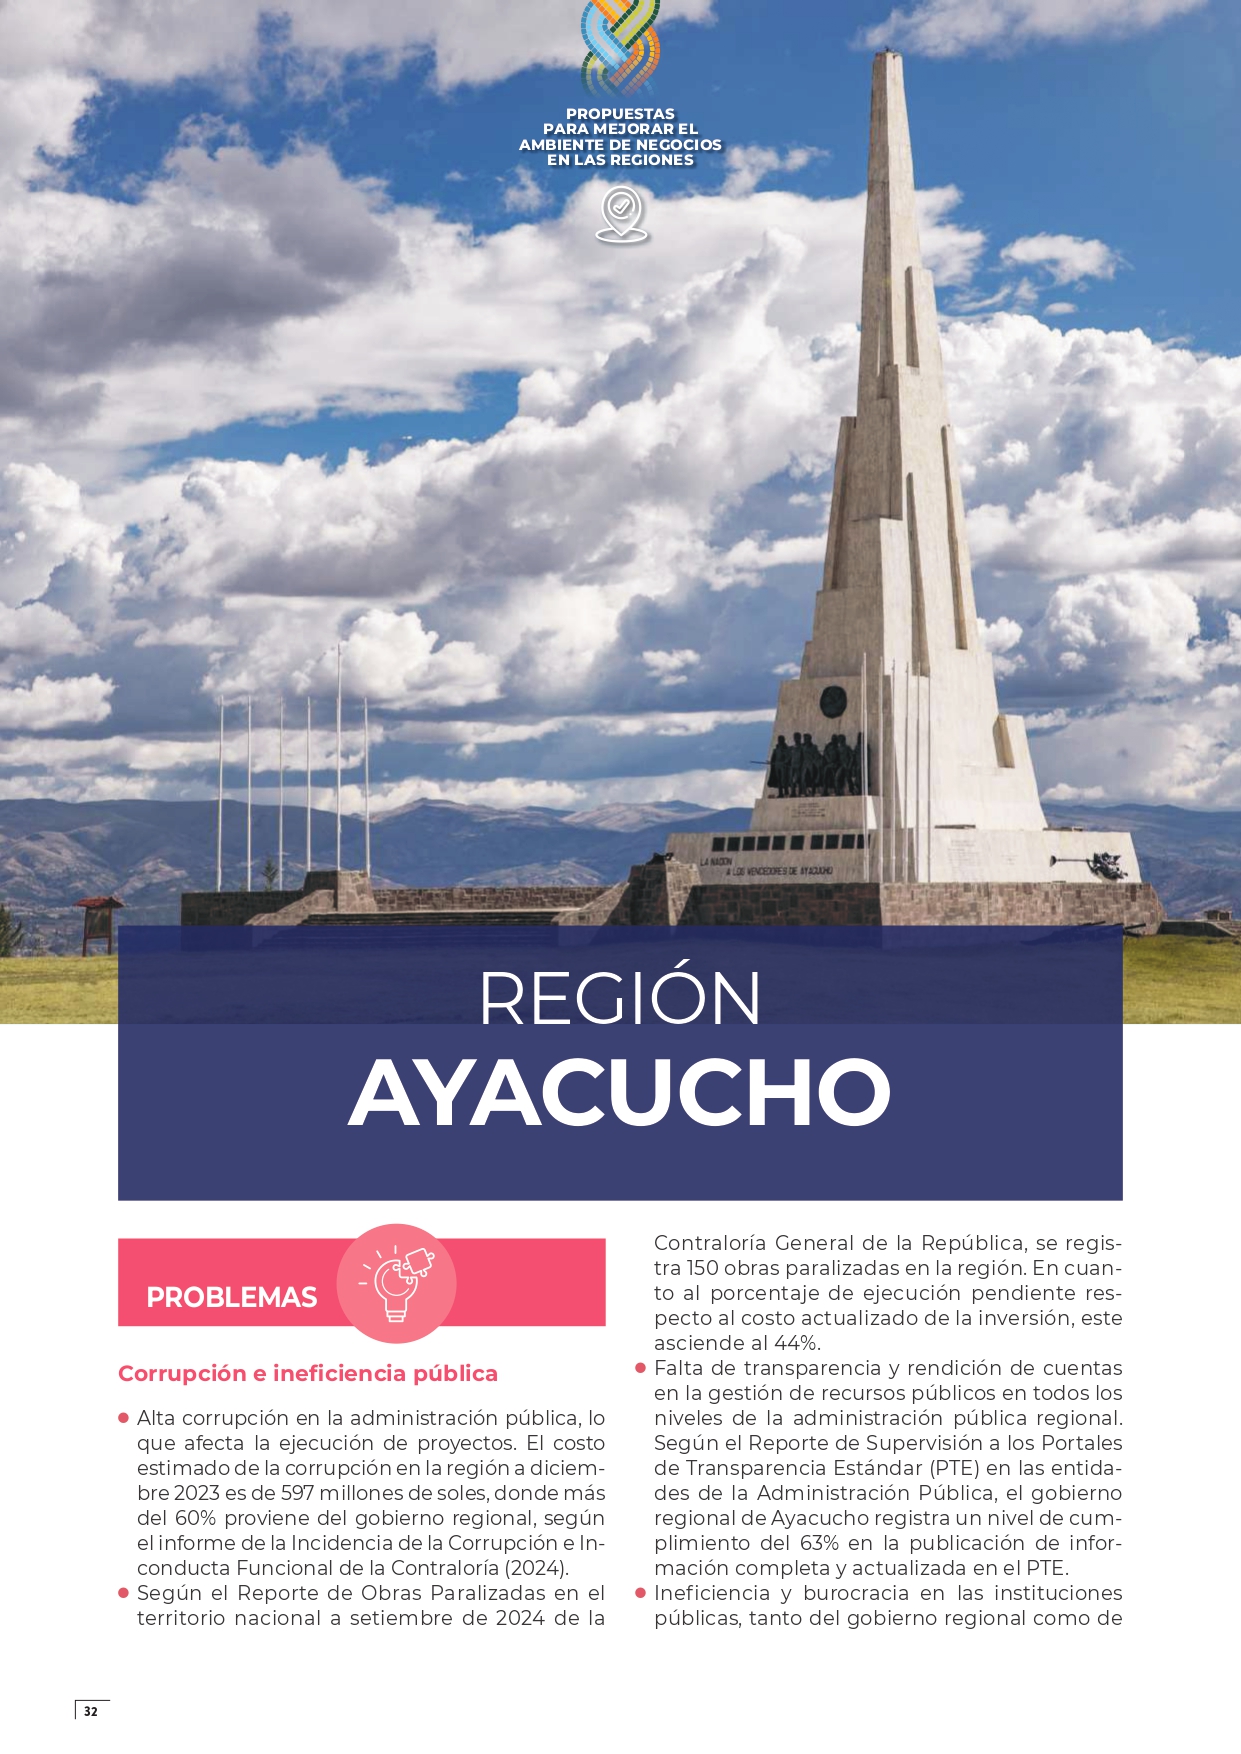 PROPUESTAS
PARA MEJORAR EL
AMBIENTE DE NEGOCIOS
EN LAS REGIONES
LA NACION
A LOS VENCEDORES DE AYACUCHO
REGIÓN
AYACUCHO
PROBLEMAS
Corrupción e ineficiencia pública
● Alta corrupción en la administración pública, lo
que afecta la ejecución de proyectos. El costo
estimado de la corrupción en la región a diciem-
bre 2023 es de 597 millones de soles, donde más
del 60% proviene del gobierno regional, según
el informe de la Incidencia de la Corrupción e In-
conducta Funcional de la Contraloría (2024).
● Según el Reporte de Obras Paralizadas en el
territorio nacional a setiembre de 2024 de la
Contraloría General de la República, se regis-
tra 150 obras paralizadas en la región. En cuan-
to al porcentaje de ejecución pendiente res-
pecto al costo actualizado de la inversión, este
asciende al 44%.
● Falta de transparencia y rendición de cuentas
en la gestión de recursos públicos en todos los
niveles de la administración pública regional.
Según el Reporte de Supervisión a los Portales
de Transparencia Estándar (PTE) en las entida-
des de la Administración Pública, el gobierno
regional de Ayacucho registra un nivel de cum-
plimiento del 63% en la publicación de infor-
mación completa y actualizada en el PTE.
● Ineficiencia y burocracia en las instituciones
públicas, tanto del gobierno regional como de
32